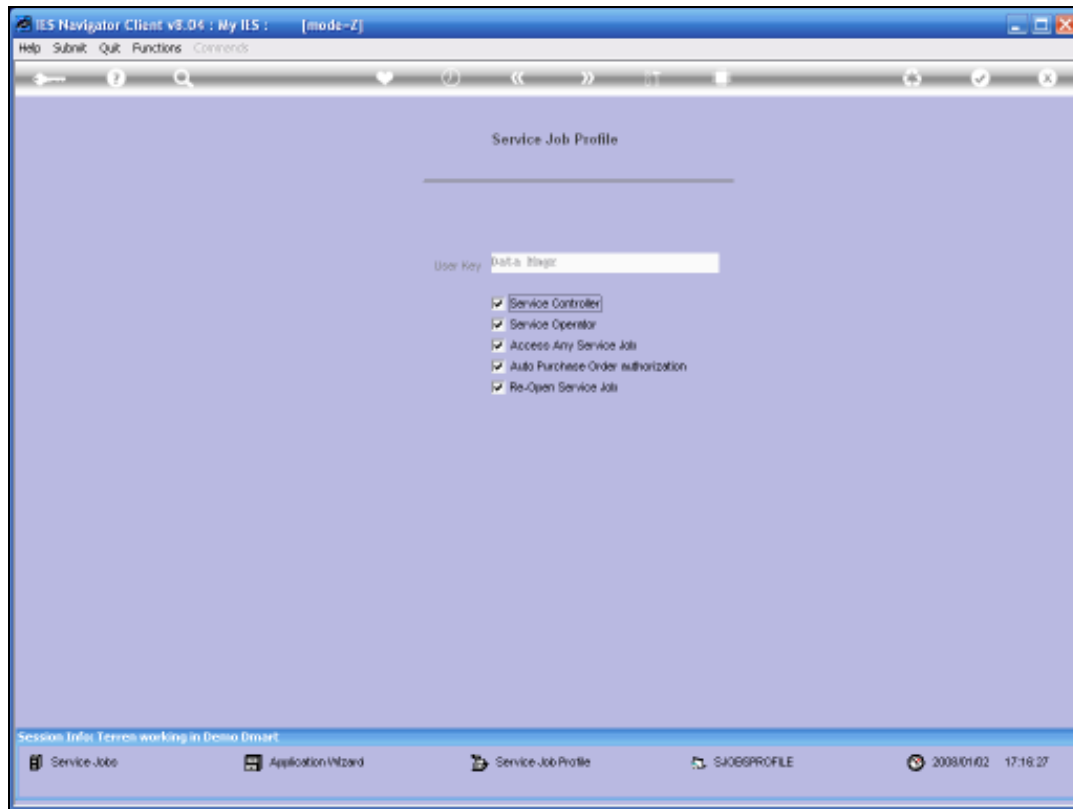 IES Navigator Client v8.04 : My IES : [mode-Z]
Help Submit Quit Functions Commands
Service Job Profile
User Key Data Mngr
Service Controller
Service Operator
Access Any Service Job
Auto Purchase Order authorization
Re-Open Service Job
Session Info: Terren working in Demo Dmart
Service Jobs Application Wizard Service Job Profile SJOBSPROFILE 2008/01/02 17:16:27